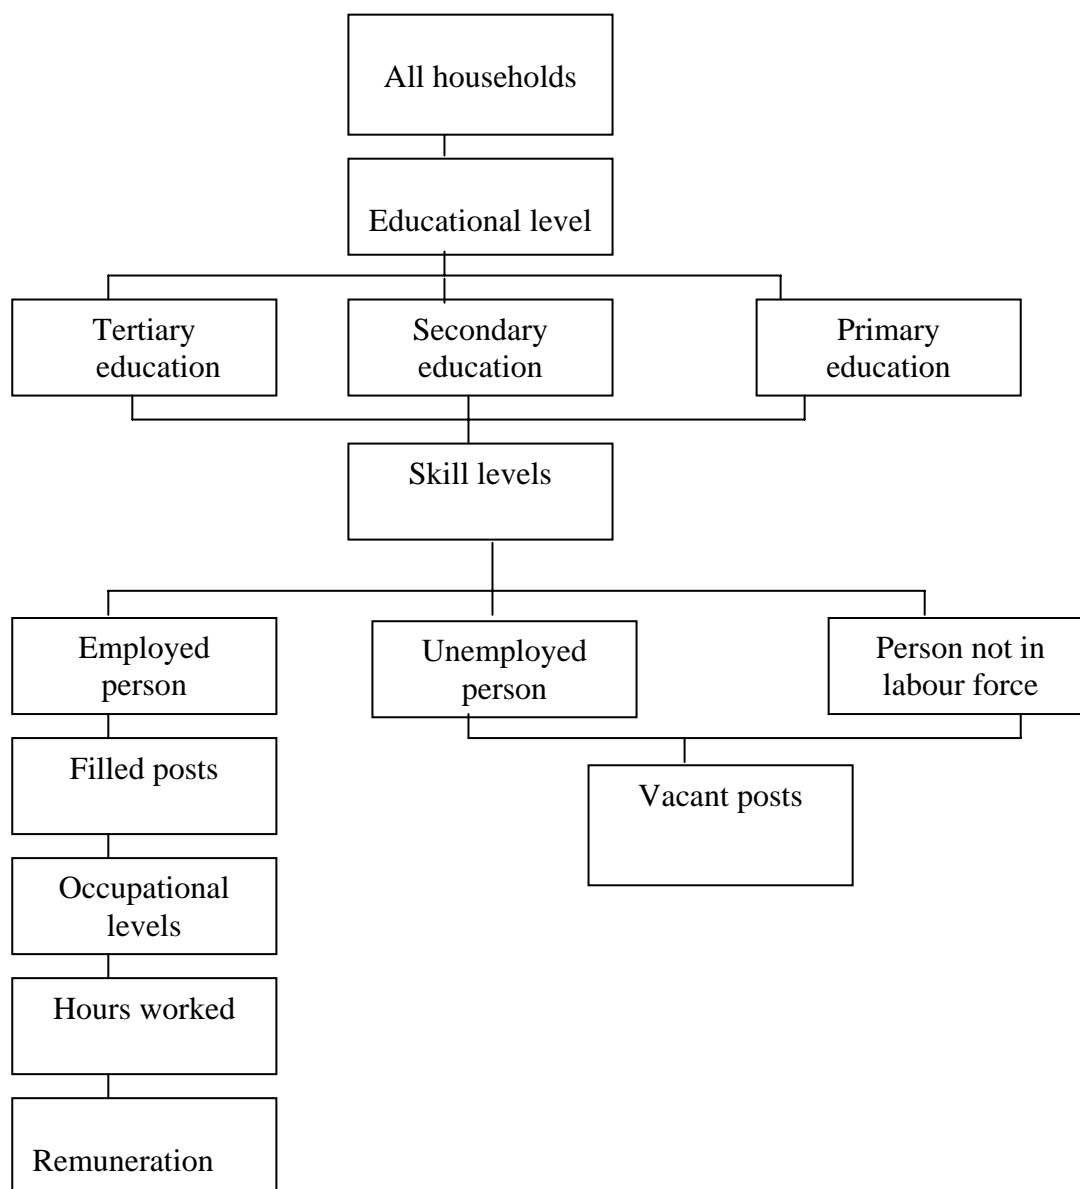 All households
Educational level
Tertiary
education
Secondary
education
Primary
education
Skill levels
Employed
person
Unemployed
person
Person not in
labour force
Filled posts
Vacant posts
Occupational
levels
Hours worked
Remuneration